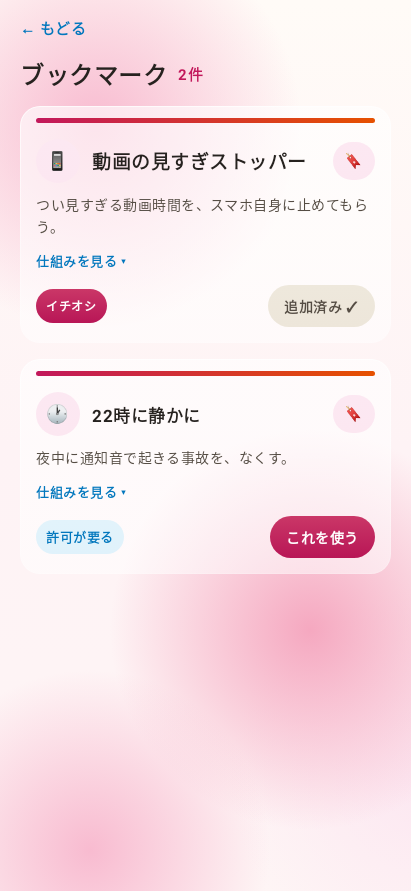 ← もどる
ブックマーク 2件
動画の見すぎストッパー
つい見すぎる動画時間を、スマホ自身に止めてもら
う。
仕組みを見る ▾
イチオシ
追加済み ✓
22時に静かに
夜中に通知音で起きる事故を、なくす。
仕組みを見る ▾
許可が要る
これを使う